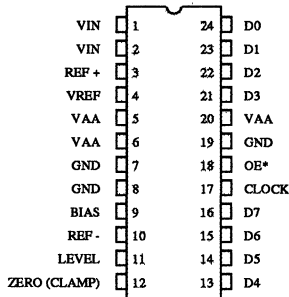 VIN 1 24 D0
VIN 2 23 D1
REF + 3 22 D2
VREF 4 21 D3
VAA 5 20 VAA
VAA 6 19 GND
GND 7 18 OE*
GND 8 17 CLOCK
BIAS 9 16 D7
REF - 10 15 D6
LEVEL 11 14 D5
ZERO (CLAMP) 12 13 D4